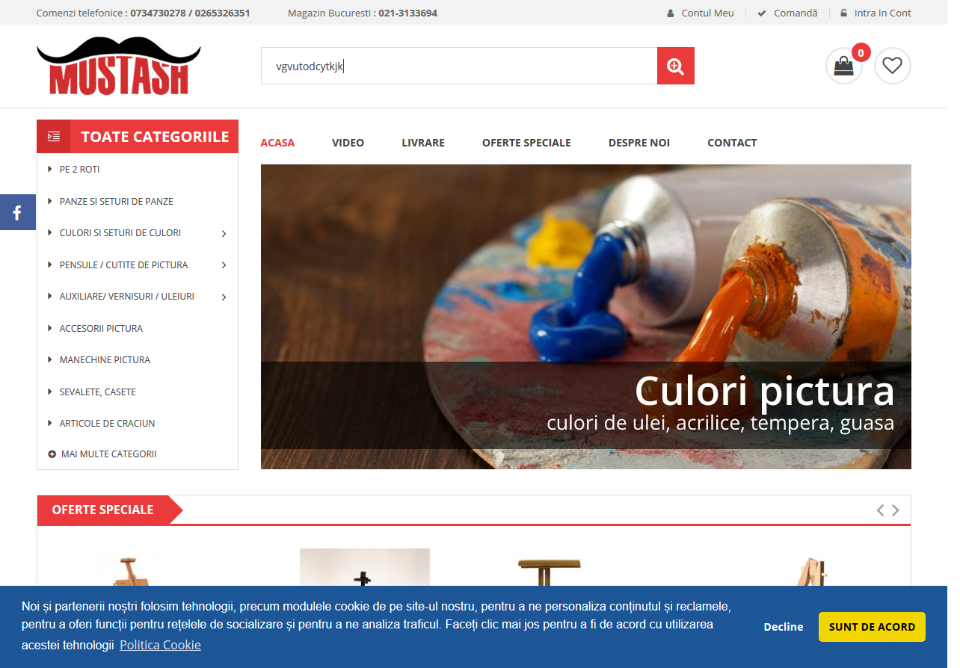 Comenzi telefonice : 0734730278 / 0265326351 Magazin Bucuresti : 021-3133694 Contul Meu Comandă Intra In Cont
MUSTASH
vgvutodcytkjk
0
TOATE CATEGORIILE
ACASA VIDEO LIVRARE OFERTE SPECIALE DESPRE NOI CONTACT
PE 2 ROTI
PANZE SI SETURI DE PANZE
CULORI SI SETURI DE CULORI
PENSULE / CUTITE DE PICTURA
AUXILIARE/ VERNISURI / ULEIURI
ACCESORII PICTURA
MANECHINE PICTURA
SEVALETE, CASETE
ARTICOLE DE CRACIUN
MAI MULTE CATEGORII
f
Culori pictura
culori de ulei, acrilice, tempera, guasa
OFERTE SPECIALE
Noi și partenerii noștri folosim tehnologii, precum modulele cookie de pe site-ul nostru, pentru a ne personaliza conținutul și reclamele,
pentru a oferi funcții pentru rețelele de socializare și pentru a ne analiza traficul. Faceți clic mai jos pentru a fi de acord cu utilizarea
acestei tehnologii Politica Cookie
Decline SUNT DE ACORD